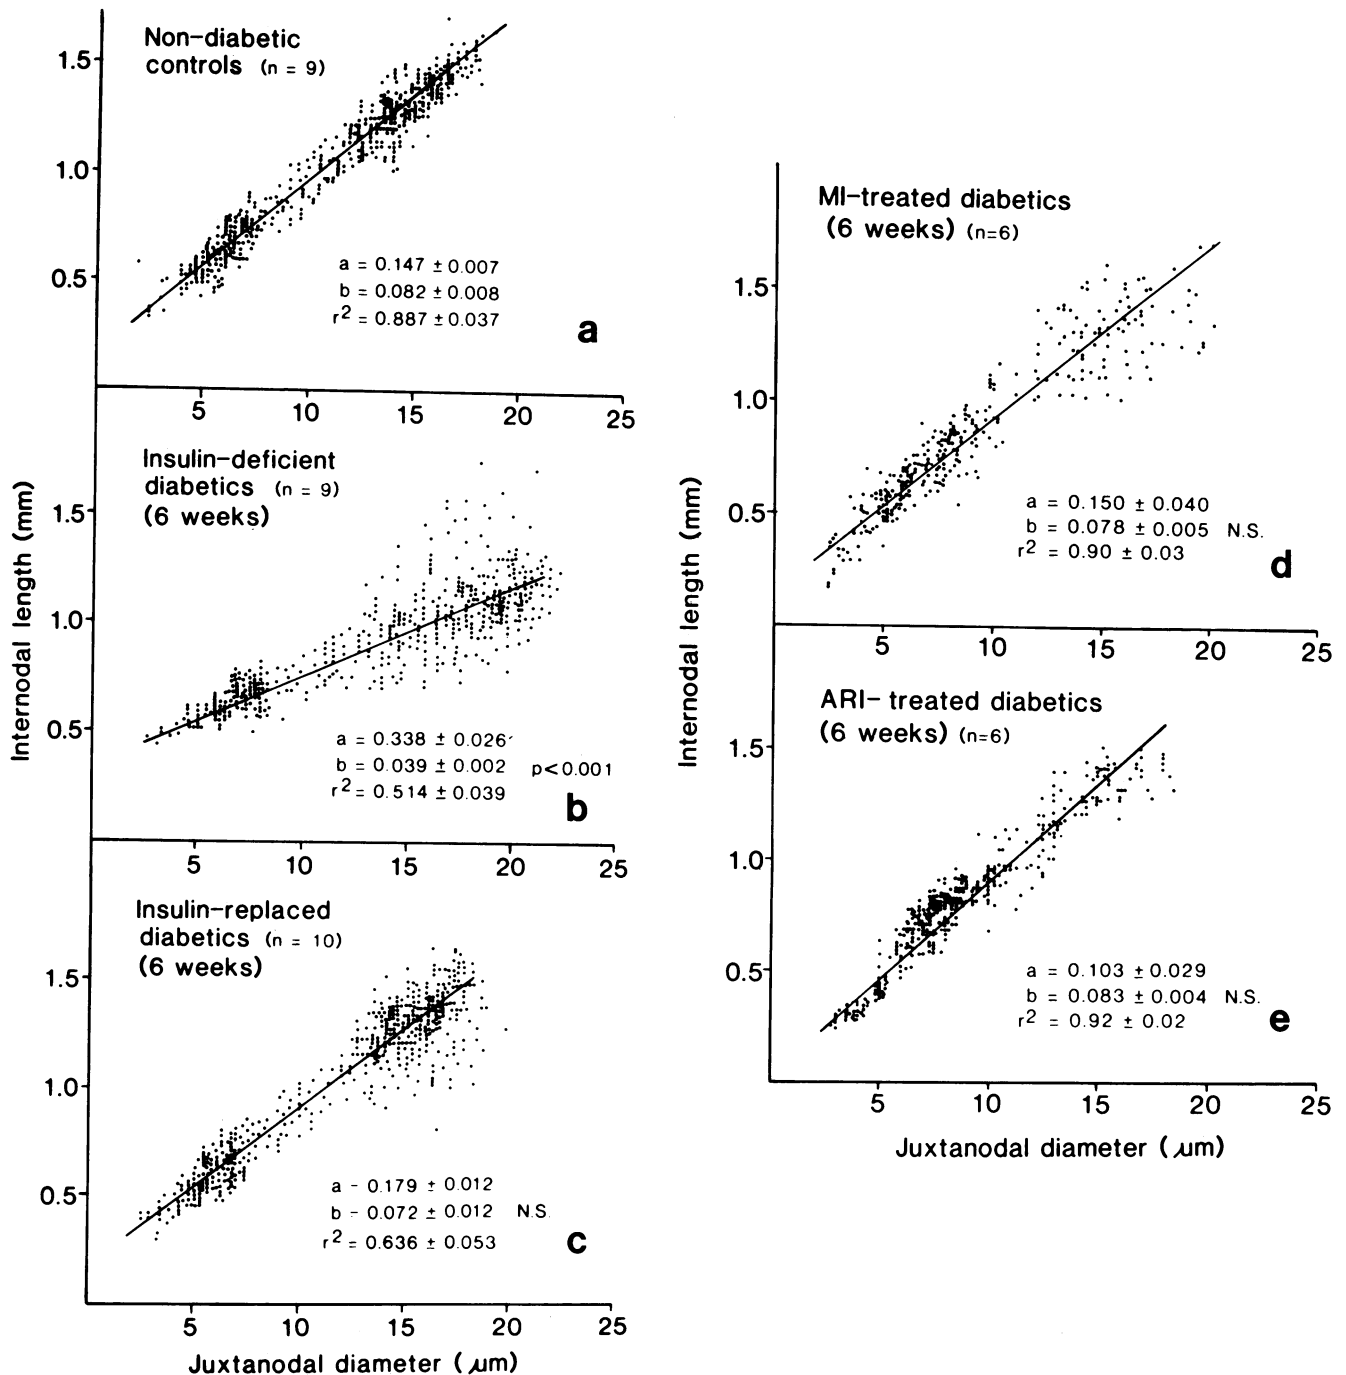 Non-diabetic
controls (n = 9)
1.5
1.0
0.5
a = 0.147 ± 0.007
b = 0.082 ± 0.008
r2 = 0.887 ± 0.037
a
5 10 15 20 25
Insulin-deficient
diabetics (n = 9)
(6 weeks)
1.5
1.0
0.5
a = 0.338 ± 0.026
b = 0.039 ± 0.002 p<0.001
r2 = 0.514 ± 0.039
b
5 10 15 20 25
Internodal length (mm)
Insulin-replaced
diabetics (n = 10)
(6 weeks)
1.5
1.0
0.5
a - 0.179 ± 0.012
b - 0.072 ± 0.012 N.S.
r2 = 0.636 ± 0.053
c
5 10 15 20 25
Juxtanodal diameter (μm)
MI-treated diabetics
(6 weeks) (n=6)
1.5
1.0
0.5
a = 0.150 ± 0.040
b = 0.078 ± 0.005 N.S.
r2 = 0.90 ± 0.03
d
5 10 15 20 25
Internodal length (mm)
ARI- treated diabetics
(6 weeks) (n=6)
1.5
1.0
0.5
a = 0.103 ± 0.029
b = 0.083 ± 0.004 N.S.
r2 = 0.92 ± 0.02
e
5 10 15 20 25
Juxtanodal diameter (μm)